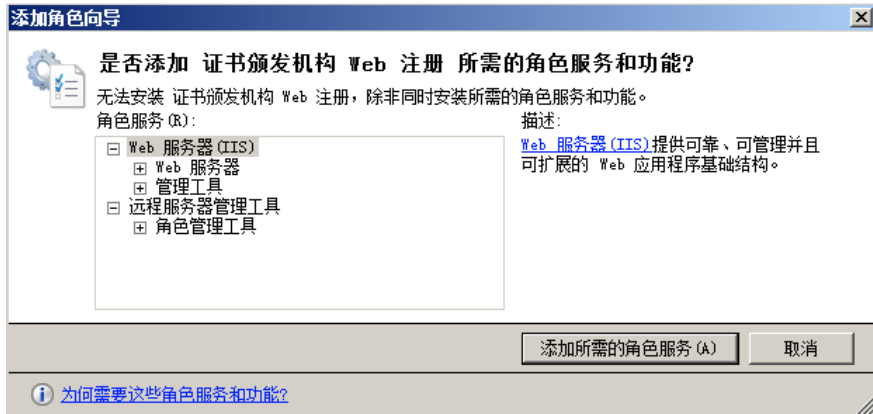 添加角色向导
是否添加 证书颁发机构 Web 注册 所需的角色服务和功能?
无法安装 证书颁发机构 Web 注册，除非同时安装所需的角色服务和功能。
角色服务(R):
描述:
Web 服务器(IIS)
Web 服务器
管理工具
远程服务器管理工具
角色管理工具
Web 服务器(IIS)提供可靠、可管理并且
可扩展的 Web 应用程序基础结构。
添加所需的角色服务(A)
取消
为何需要这些角色服务和功能?